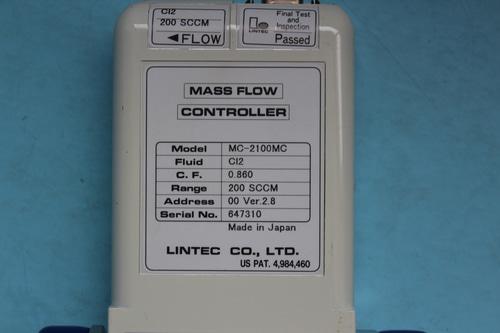 Cl2
200 SCCM
◄FLOW
Final Test
and
Inspection
LINTEC
Passed
MASS FLOW
CONTROLLER
Model MC-2100MC
Fluid Cl2
C. F. 0.860
Range 200 SCCM
Address 00 Ver.2.8
Serial No. 647310
Made in Japan
LINTEC CO., LTD.
US PAT. 4,984,460